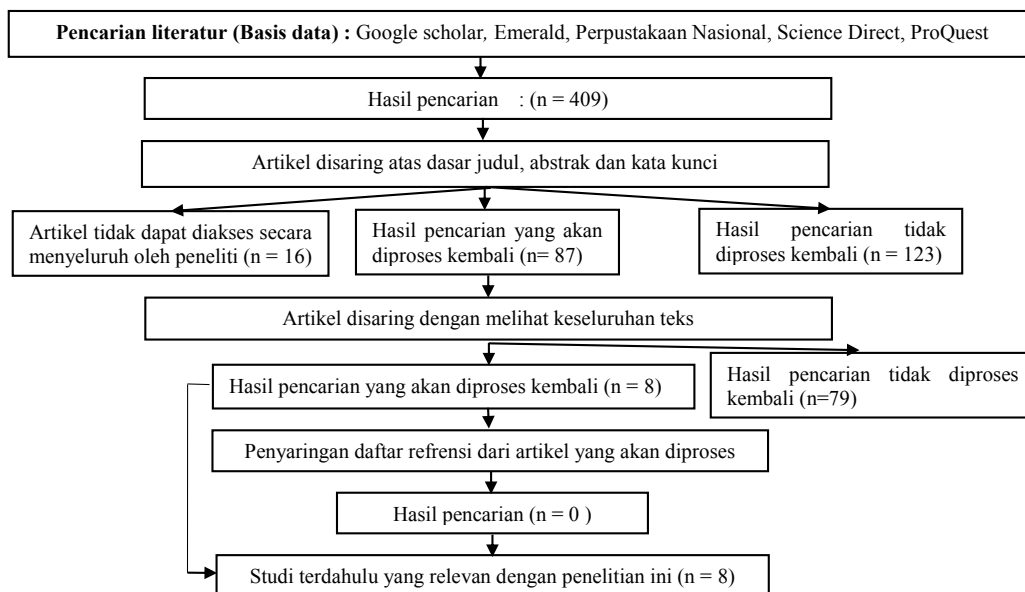 Pencarian literatur (Basis data) : Google scholar, Emerald, Perpustakaan Nasional, Science Direct, ProQuest
Hasil pencarian : (n = 409)
Artikel disaring atas dasar judul, abstrak dan kata kunci
Artikel tidak dapat diakses secara
menyeluruh oleh peneliti (n = 16)
Hasil pencarian yang akan
diproses kembali (n= 87)
Hasil pencarian tidak
diproses kembali (n = 123)
Artikel disaring dengan melihat keseluruhan teks
Hasil pencarian yang akan diproses kembali (n = 8)
Hasil pencarian tidak diproses
kembali (n=79)
Penyaringan daftar refrensi dari artikel yang akan diproses
Hasil pencarian (n = 0 )
Studi terdahulu yang relevan dengan penelitian ini (n = 8)